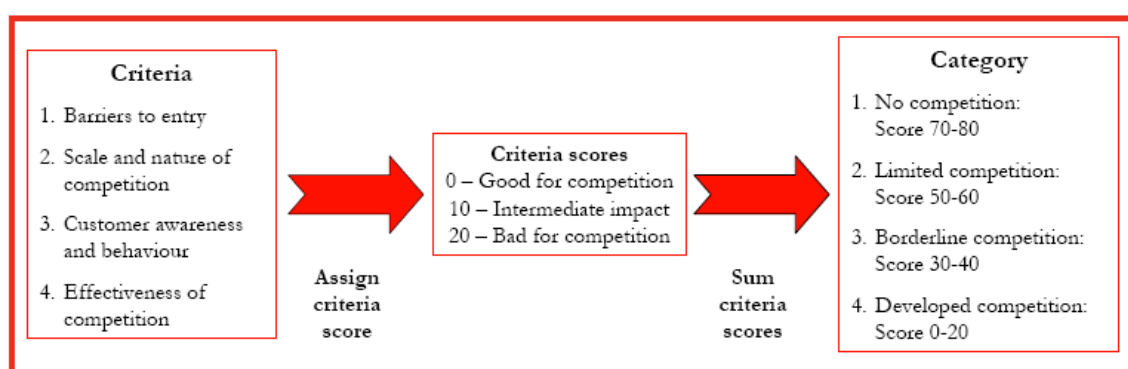 Criteria
1. Barriers to entry
2. Scale and nature of
competition
3. Customer awareness
and behaviour
4. Effectiveness of
competition
Assign
criteria
score
Criteria scores
0 – Good for competition
10 – Intermediate impact
20 – Bad for competition
Sum
criteria
scores
Category
1. No competition:
Score 70-80
2. Limited competition:
Score 50-60
3. Borderline competition:
Score 30-40
4. Developed competition:
Score 0-20